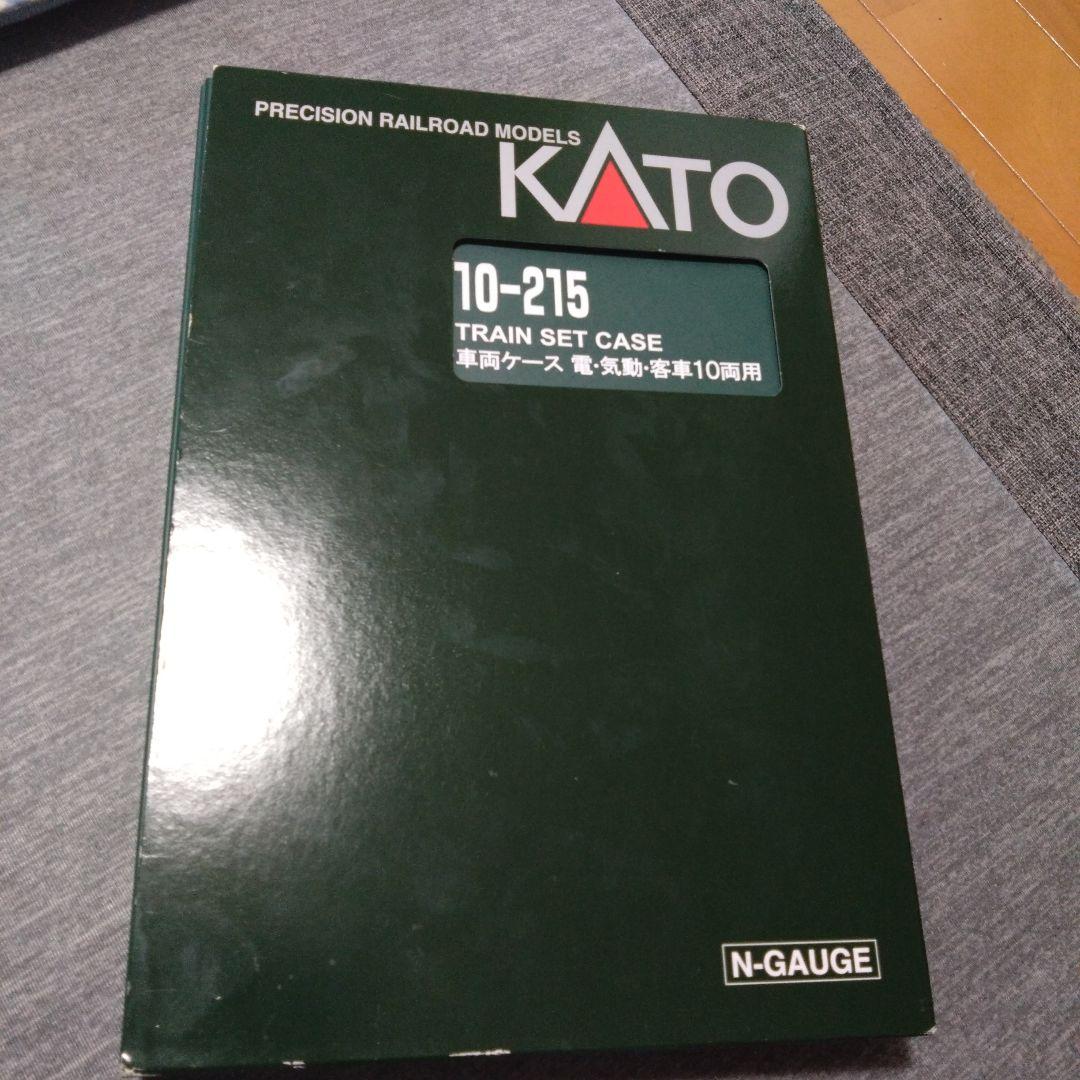 PRECISION RAILROAD MODELS
KATO
10-215
TRAIN SET CASE
車両ケース 電・気動・客車10両用
N-GAUGE